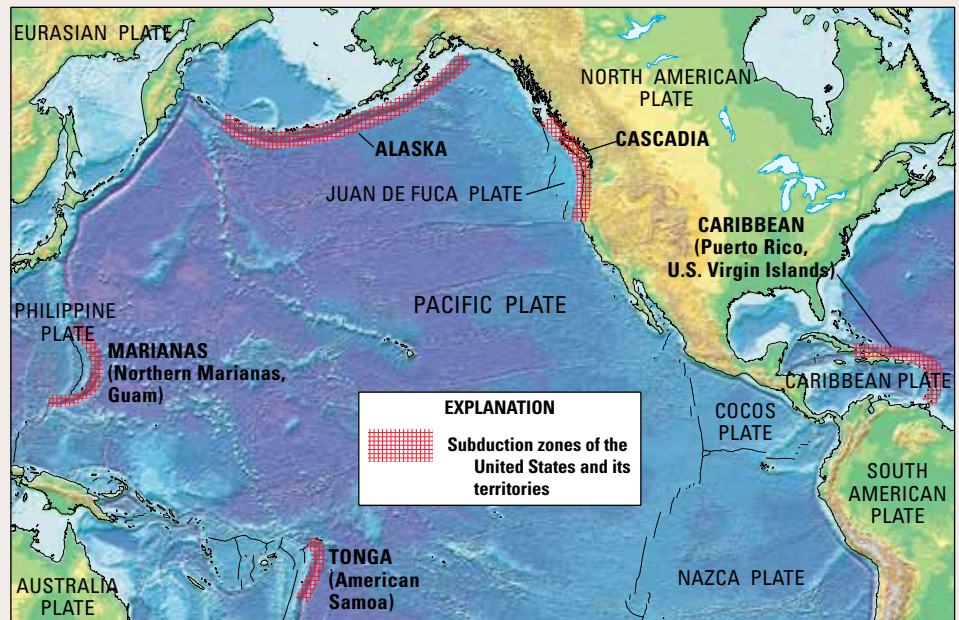 EURASIAN PLATE
NORTH AMERICAN
PLATE
ALASKA
CASCADIA
JUAN DE FUCA PLATE
CARIBBEAN
(Puerto Rico,
U.S. Virgin Islands)
PACIFIC PLATE
PHILIPPINE
PLATE
MARIANAS
(Northern Marianas,
Guam)
CARIBBEAN PLATE
COCOS
PLATE
EXPLANATION
Subduction zones of the
United States and its
territories
SOUTH
AMERICAN
PLATE
TONGA
(American
Samoa)
NAZCA PLATE
AUSTRALIA
PLATE